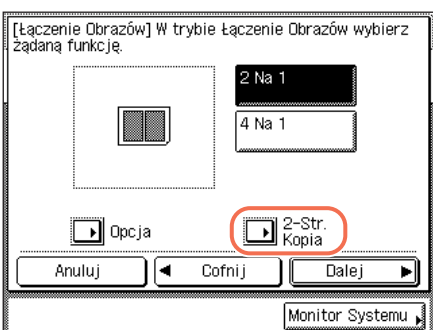 [Łączenie Obrazów] W trybie Łączenie Obrazów wybierz
żądaną funkcję.
2 Na 1
4 Na 1
Opcja
2-Str.
Kopia
Anuluj
Cofnij
Dalej
Monitor Systemu